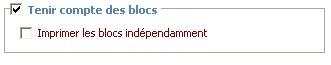 Tenir compte des blocs
Imprimer les blocs indépendamment